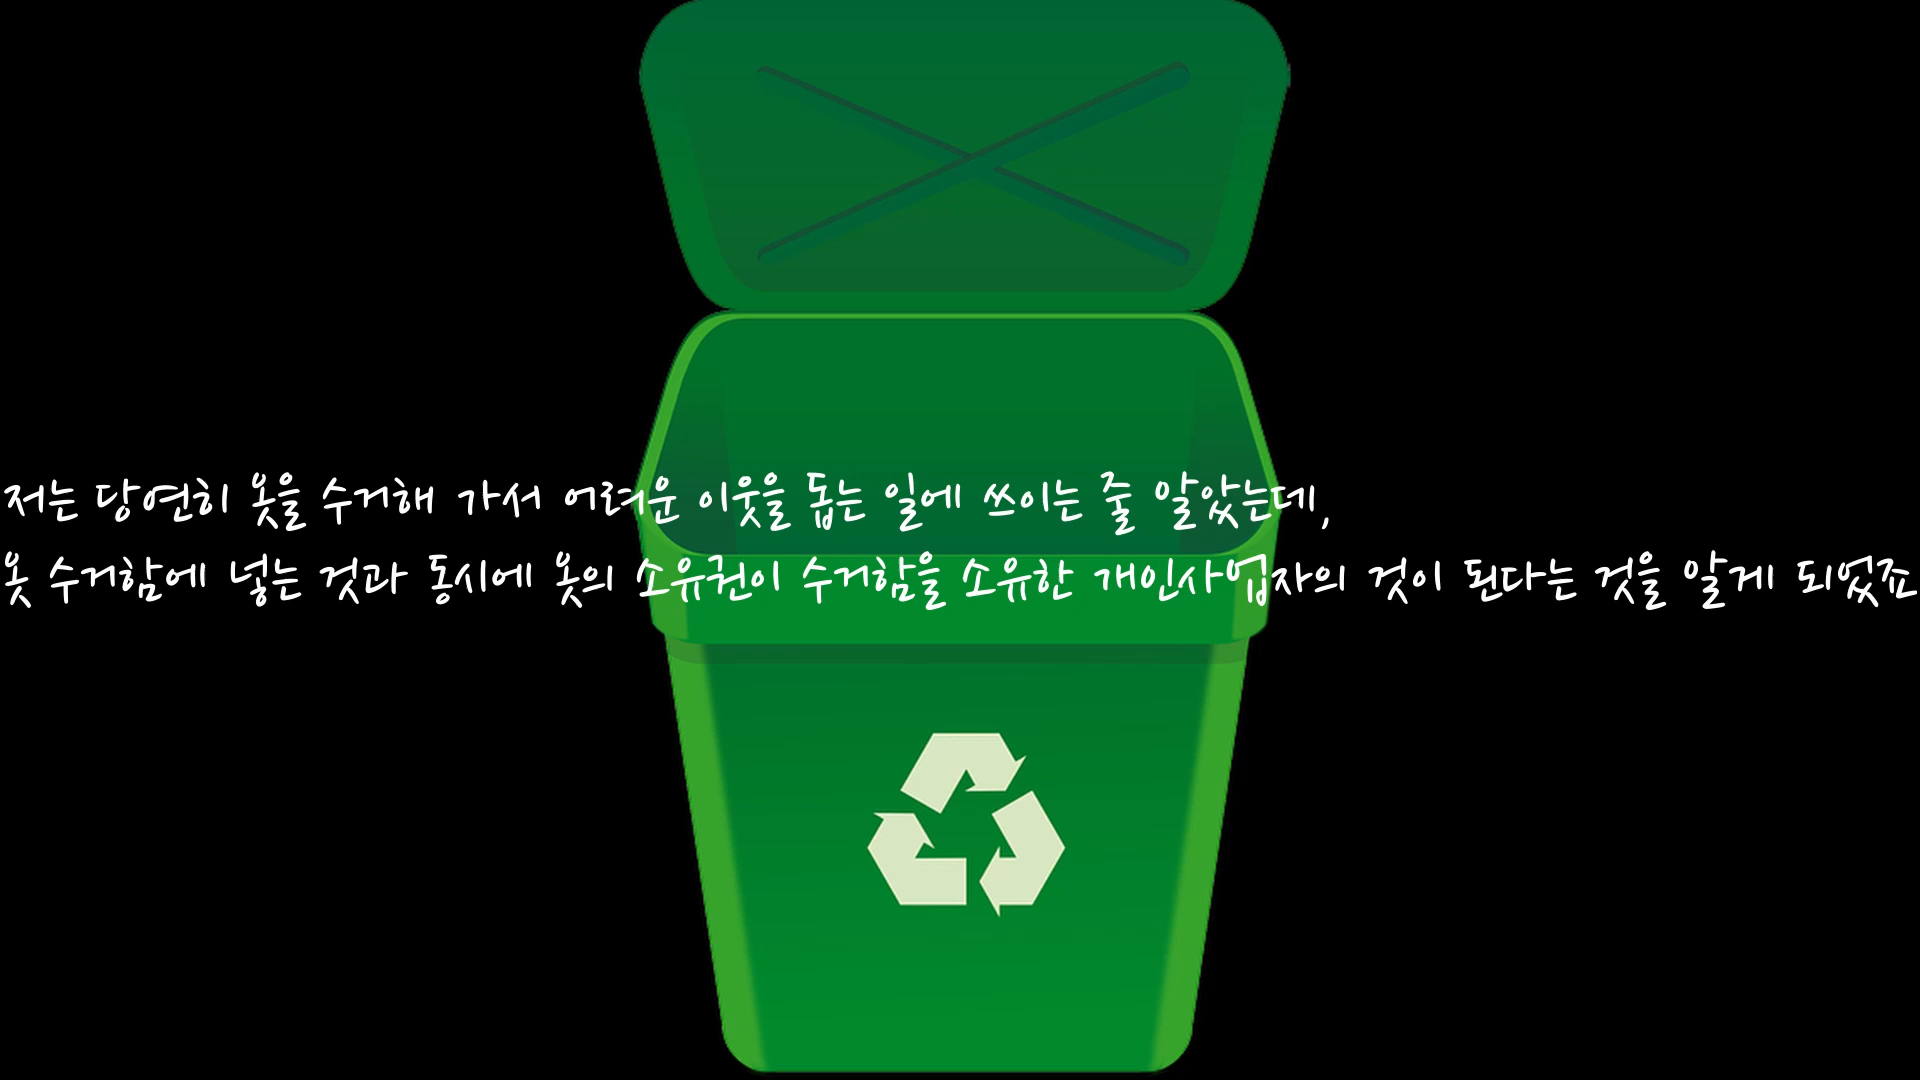 저는 당연히 옷을 수거해 가서 어려운 이웃을 돕는 일에 쓰이는 줄 알았는데,
옷 수거함에 넣는 것과 동시에 옷의 소유권이 수거함을 소유한 개인사업자의 것이 된다는 것을 알게 되었죠